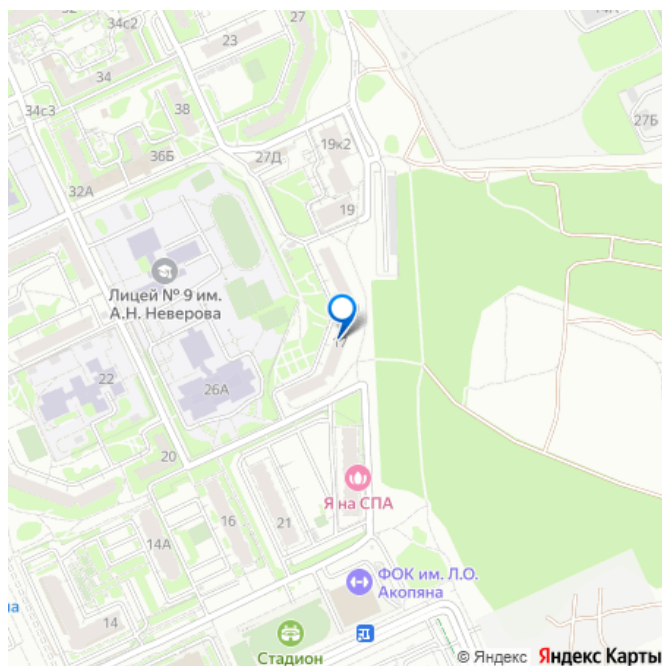 34с2
27
23
34
38
34с3
27Б
19к2
36Б
27Д
32А
19
Лицей № 9 им.
А.Н. Неверова
22
26А
20
Я на СПА
16
21
14А
ФОК им. Л.О.
Акопяна
14
на
Стадион
© Яндекс Яндекс Карты